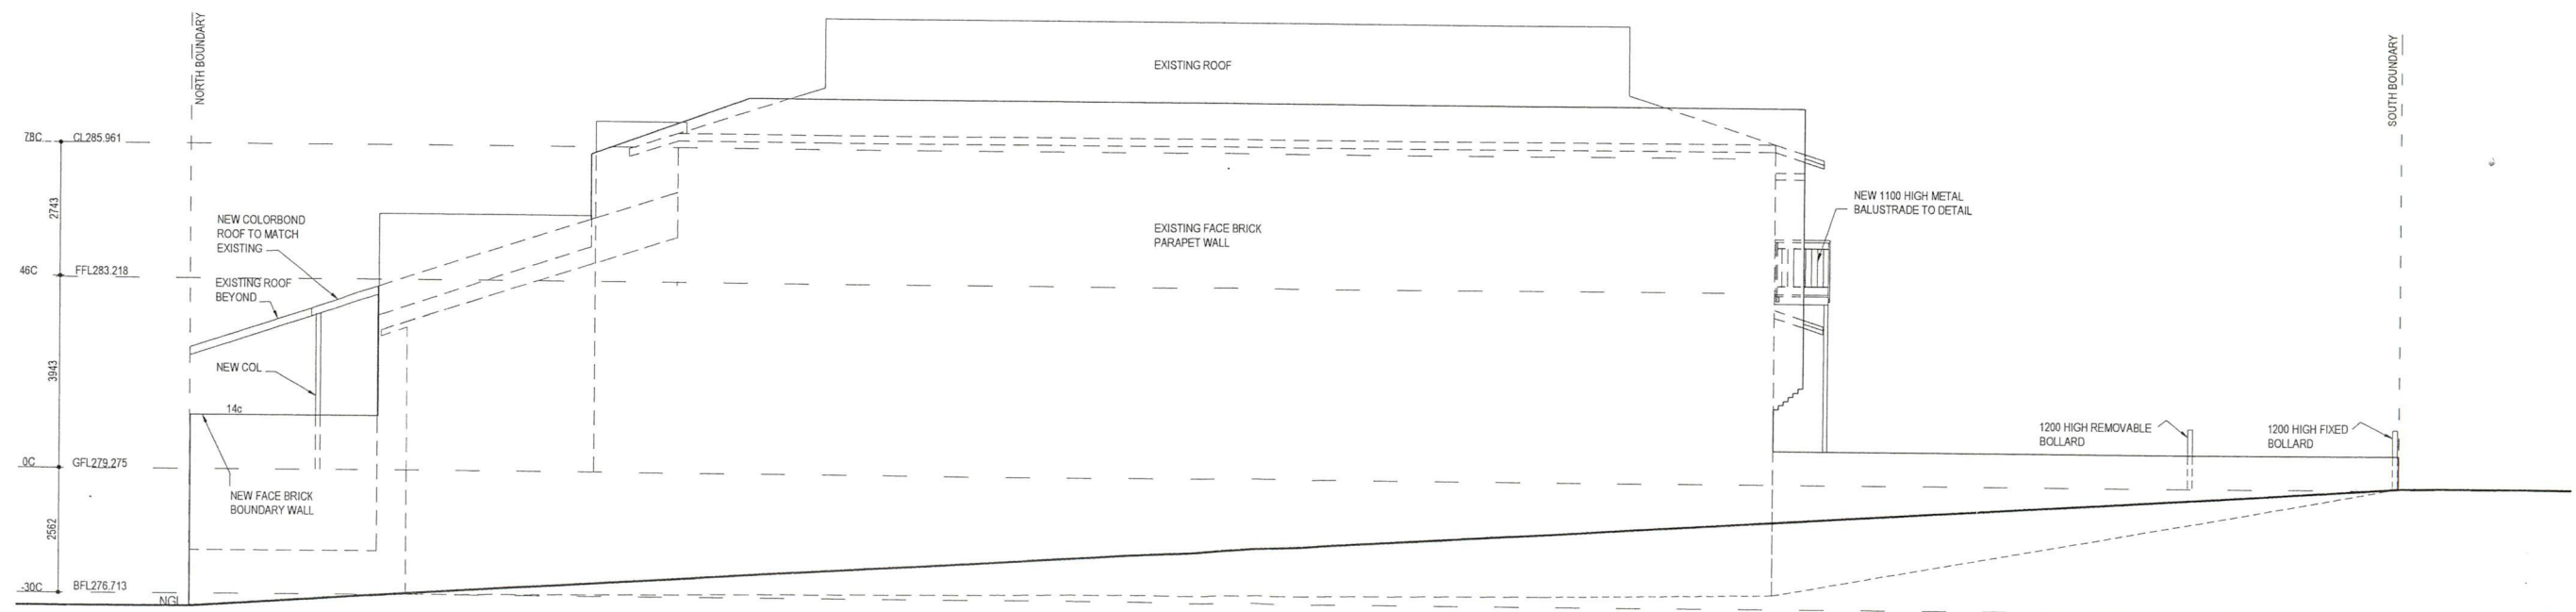 NORTH BOUNDARY
SOUTH BOUNDARY
EXISTING ROOF
78C CL285.961
2743
NEW COLORBOND
ROOF TO MATCH
EXISTING
EXISTING FACE BRICK
PARAPET WALL
NEW 1100 HIGH METAL
BALUSTRADE TO DETAIL
46C FFL283.218
EXISTING ROOF
BEYOND
3943
NEW COL
14c
1200 HIGH REMOVABLE
BOLLARD
1200 HIGH FIXED
BOLLARD
0C GFL279.275
NEW FACE BRICK
BOUNDARY WALL
2562
-30C BFL276.713
NGL